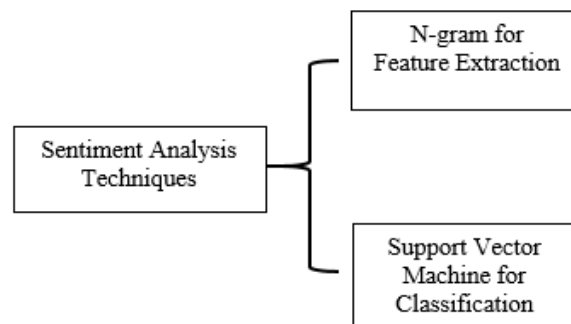 N-gram for
Feature Extraction
Sentiment Analysis
Techniques
Support Vector
Machine for
Classification